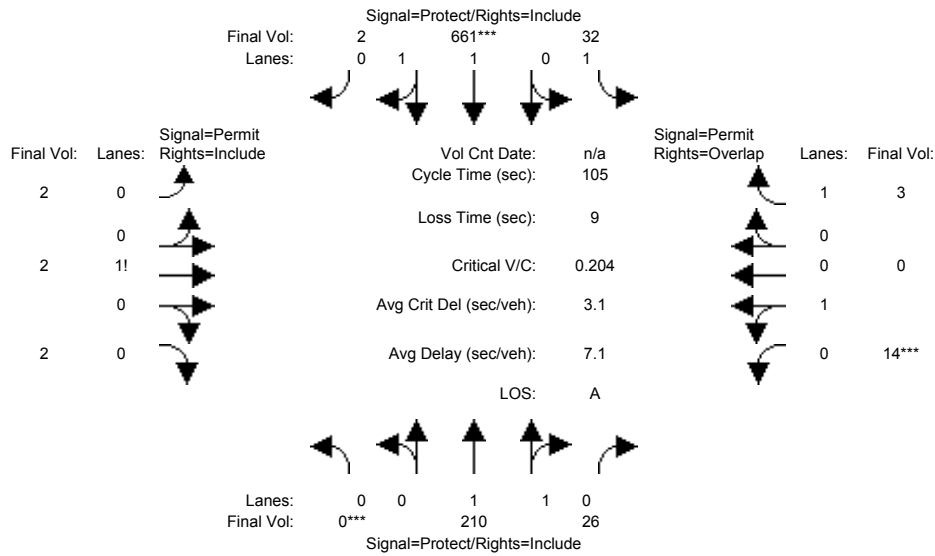 Signal=Protect/Rights=Include
Final Vol: 2 661*** 32
Lanes: 0 1 1 0 1
Signal=Permit Signal=Permit
Final Vol: Lanes: Rights=Include Vol Cnt Date: n/a Rights=Overlap Lanes: Final Vol:
Cycle Time (sec): 105
2 0 1 3
Loss Time (sec): 9
0 0
2 1! Critical V/C: 0.204 0 0
0 Avg Crit Del (sec/veh): 3.1 1
2 0 Avg Delay (sec/veh): 7.1 0 14***
LOS: A
Lanes: 0 0 1 1 0
Final Vol: 0*** 210 26
Signal=Protect/Rights=Include